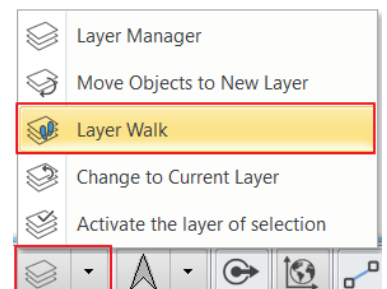 Layer Manager
Move Objects to New Layer
Layer Walk
Change to Current Layer
Activate the layer of selection